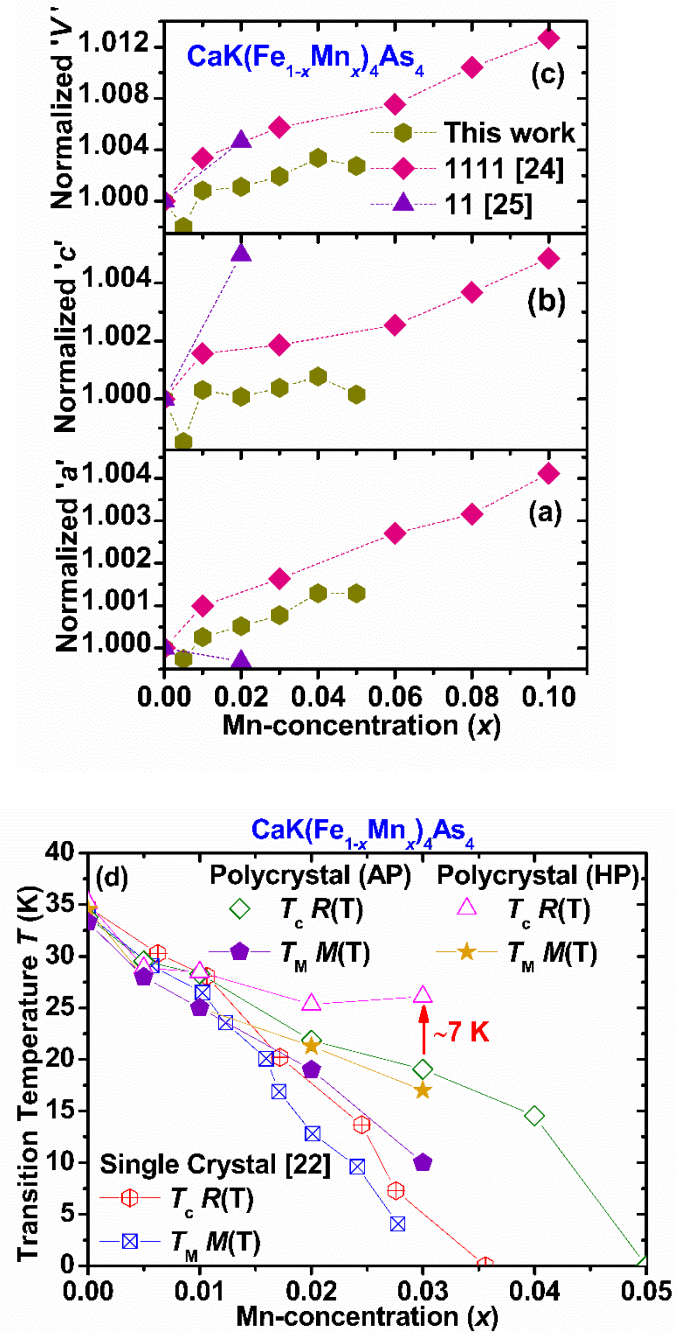 CaK(Fe1-xMnx)4As4
(c)
Normalized 'V'
1.012
1.008
1.004
1.000
This work
1111 [24]
11 [25]
(b)
Normalized 'c'
1.004
1.002
1.000
(a)
Normalized 'a'
1.004
1.003
1.002
1.001
1.000
0.00 0.02 0.04 0.06 0.08 0.10
Mn-concentration (x)
CaK(Fe1-xMnx)4As4
(d)
Polycrystal (AP) Polycrystal (HP)
Tc R(T) Tc R(T)
TM M(T) TM M(T)
~7 K
Single Crystal [22]
Tc R(T)
TM M(T)
Transition Temperature T (K)
40
35
30
25
20
15
10
5
0
0.00 0.01 0.02 0.03 0.04 0.05
Mn-concentration (x)